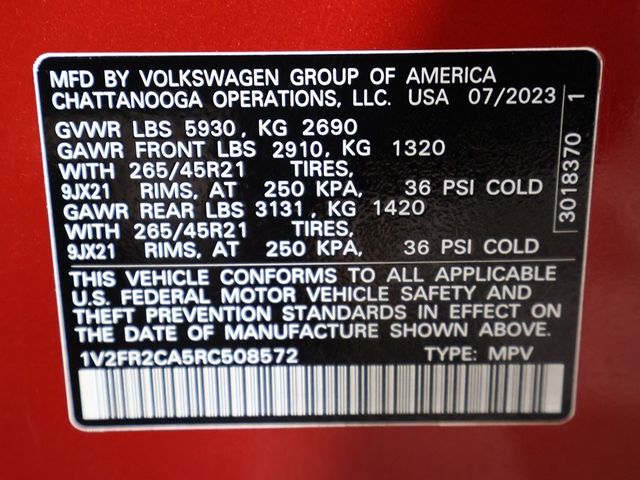 MFD BY VOLKSWAGEN GROUP OF AMERICA
CHATTANOOGA OPERATIONS, LLC. USA 07/2023
GVWR LBS 5930, KG 2690
GAWR FRONT LBS 2910, KG 1320
WITH 265/45R21 TIRES,
9JX21 RIMS, AT 250 KPA, 36 PSI COLD
GAWR REAR LBS 3131, KG 1420
WITH 265/45R21 TIRES,
9JX21 RIMS, AT 250 KPA, 36 PSI COLD
THIS VEHICLE CONFORMS TO ALL APPLICABLE
U.S. FEDERAL MOTOR VEHICLE SAFETY AND
THEFT PREVENTION STANDARDS IN EFFECT ON
THE DATE OF MANUFACTURE SHOWN ABOVE.
1V2FR2CA5RC508572 TYPE: MPV
3018370 1